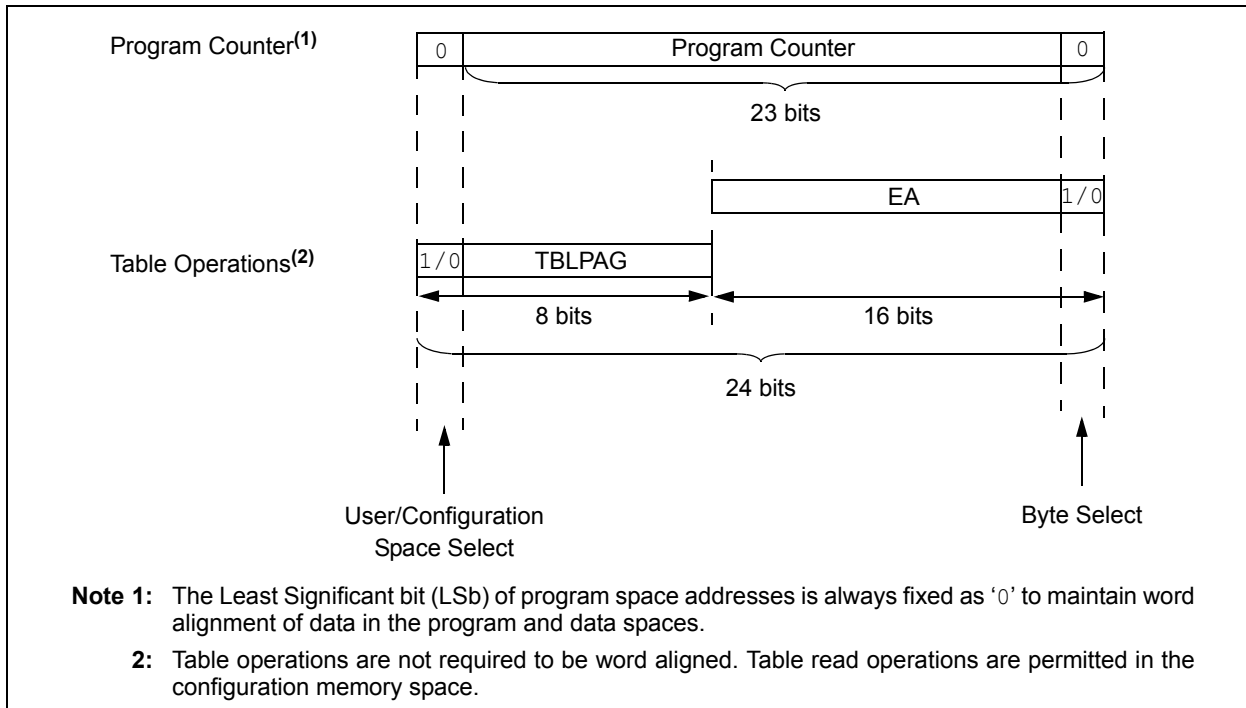 Program Counter(1)
0 Program Counter 0
23 bits
EA 1/0
Table Operations(2)
1/0 TBLPAG
8 bits 16 bits
24 bits
User/Configuration
Space Select
Byte Select
Note 1: The Least Significant bit (LSb) of program space addresses is always fixed as ‘0’ to maintain word
alignment of data in the program and data spaces.
2: Table operations are not required to be word aligned. Table read operations are permitted in the
configuration memory space.